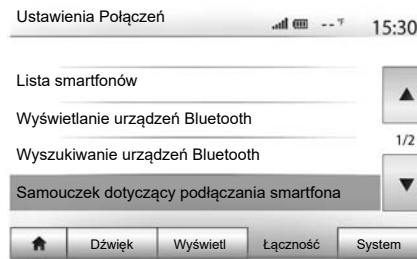 Ustawienia Połączeń
-- °F 15:30
Lista smartfonów
Wyświetlanie urządzeń Bluetooth
1/2
Wyszukiwanie urządzeń Bluetooth
Samouczek dotyczący podłączania smartfona
Dźwięk Wyświetl Łączność System